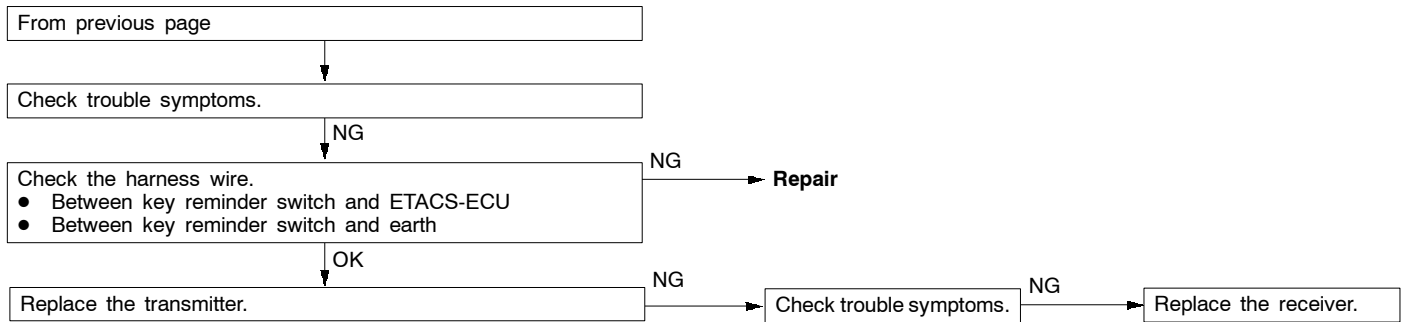 From previous page
Check trouble symptoms.
NG
Check the harness wire.
● Between key reminder switch and ETACS-ECU
● Between key reminder switch and earth
NG
Repair
OK
Replace the transmitter.
NG
Check trouble symptoms.
NG
Replace the receiver.